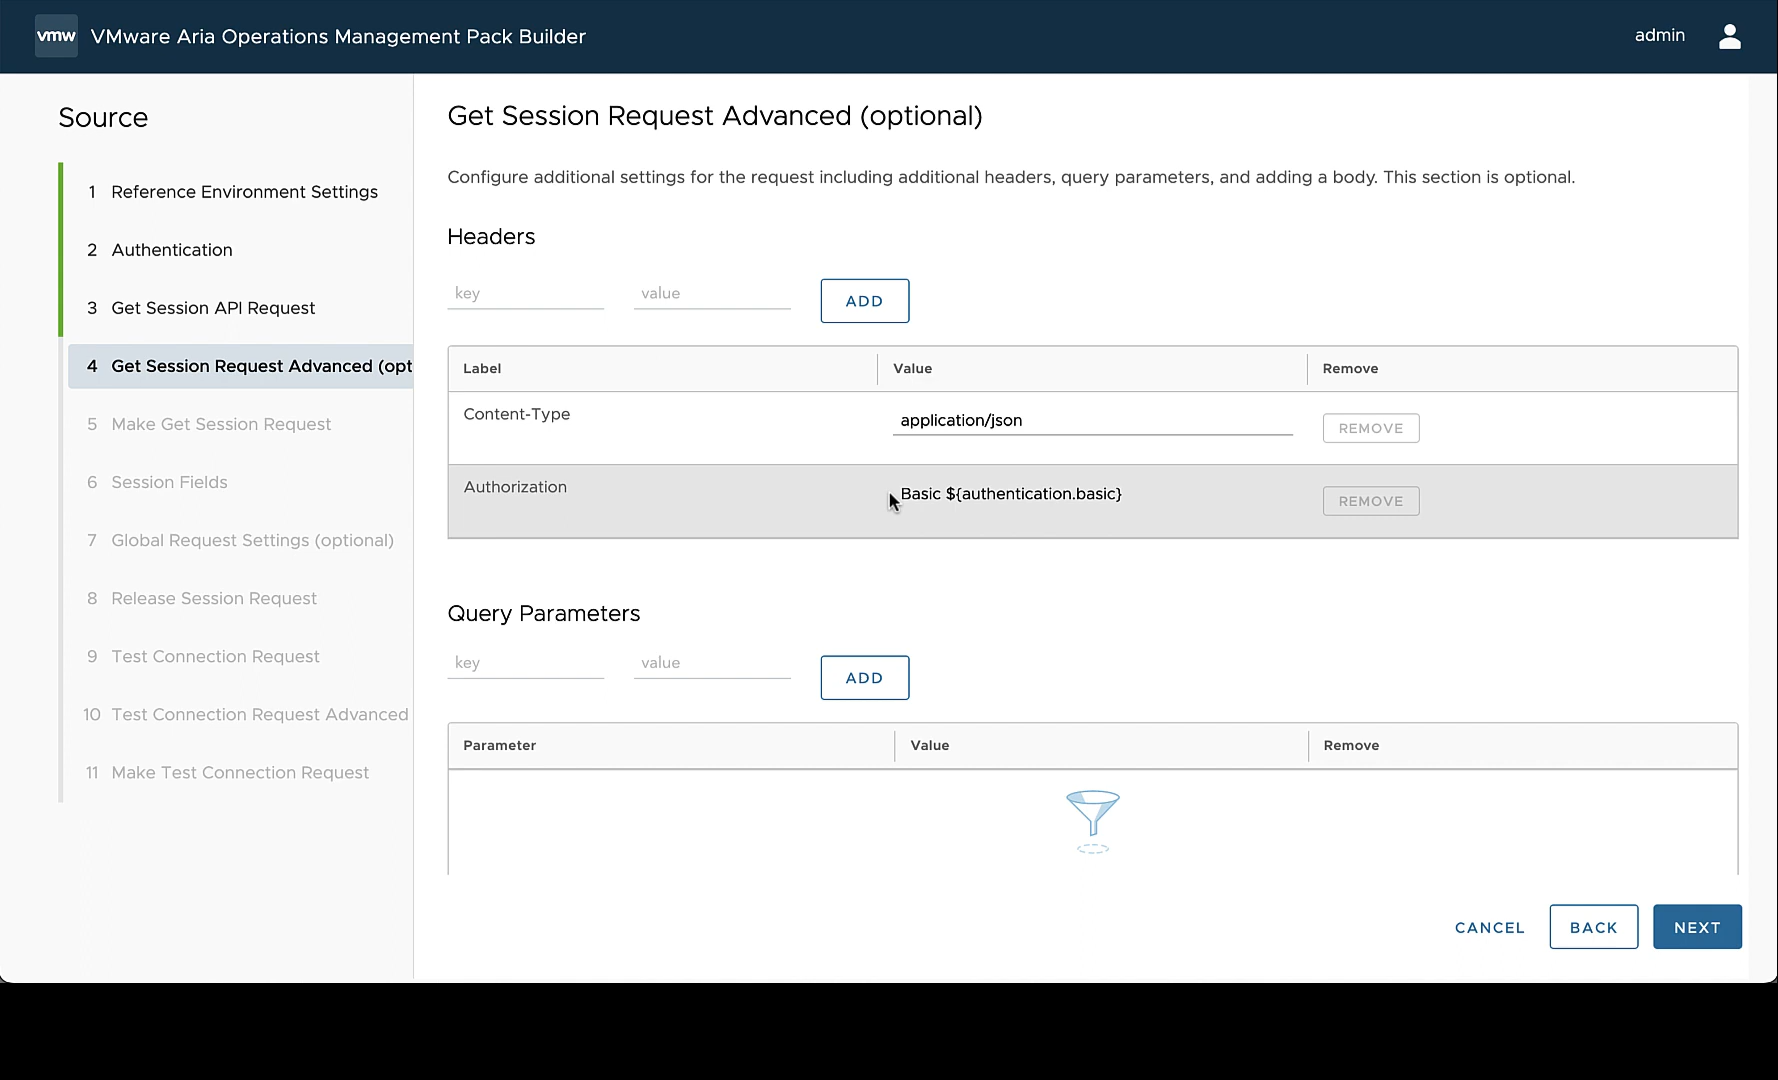 vmw VMware Aria Operations Management Pack Builder
admin
Source
1 Reference Environment Settings
2 Authentication
3 Get Session API Request
4 Get Session Request Advanced (opt
5 Make Get Session Request
6 Session Fields
7 Global Request Settings (optional)
8 Release Session Request
9 Test Connection Request
10 Test Connection Request Advanced
11 Make Test Connection Request
Get Session Request Advanced (optional)
Configure additional settings for the request including additional headers, query parameters, and adding a body. This section is optional.
Headers
key value ADD
Label Value Remove
Content-Type application/json REMOVE
Authorization Basic ${authentication.basic} REMOVE
Query Parameters
key value ADD
Parameter Value Remove
CANCEL BACK NEXT